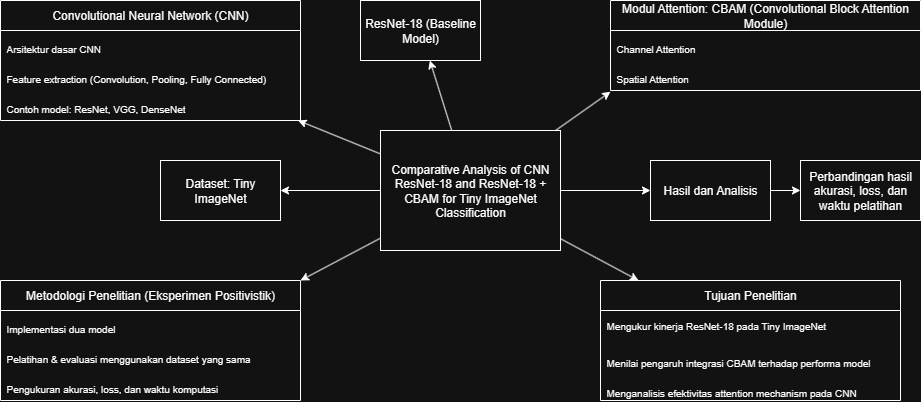 Convolutional Neural Network (CNN)
Arsitektur dasar CNN
Feature extraction (Convolution, Pooling, Fully Connected)
Contoh model: ResNet, VGG, DenseNet
ResNet-18 (Baseline
Model)
Modul Attention: CBAM (Convolutional Block Attention
Module)
Channel Attention
Spatial Attention
Dataset: Tiny
ImageNet
Comparative Analysis of CNN
ResNet-18 and ResNet-18 +
CBAM for Tiny ImageNet
Classification
Hasil dan Analisis
Perbandingan hasil
akurasi, loss, dan
waktu pelatihan
Metodologi Penelitian (Eksperimen Positivistik)
Implementasi dua model
Pelatihan & evaluasi menggunakan dataset yang sama
Pengukuran akurasi, loss, dan waktu komputasi
Tujuan Penelitian
Mengukur kinerja ResNet-18 pada Tiny ImageNet
Menilai pengaruh integrasi CBAM terhadap performa model
Menganalisis efektivitas attention mechanism pada CNN